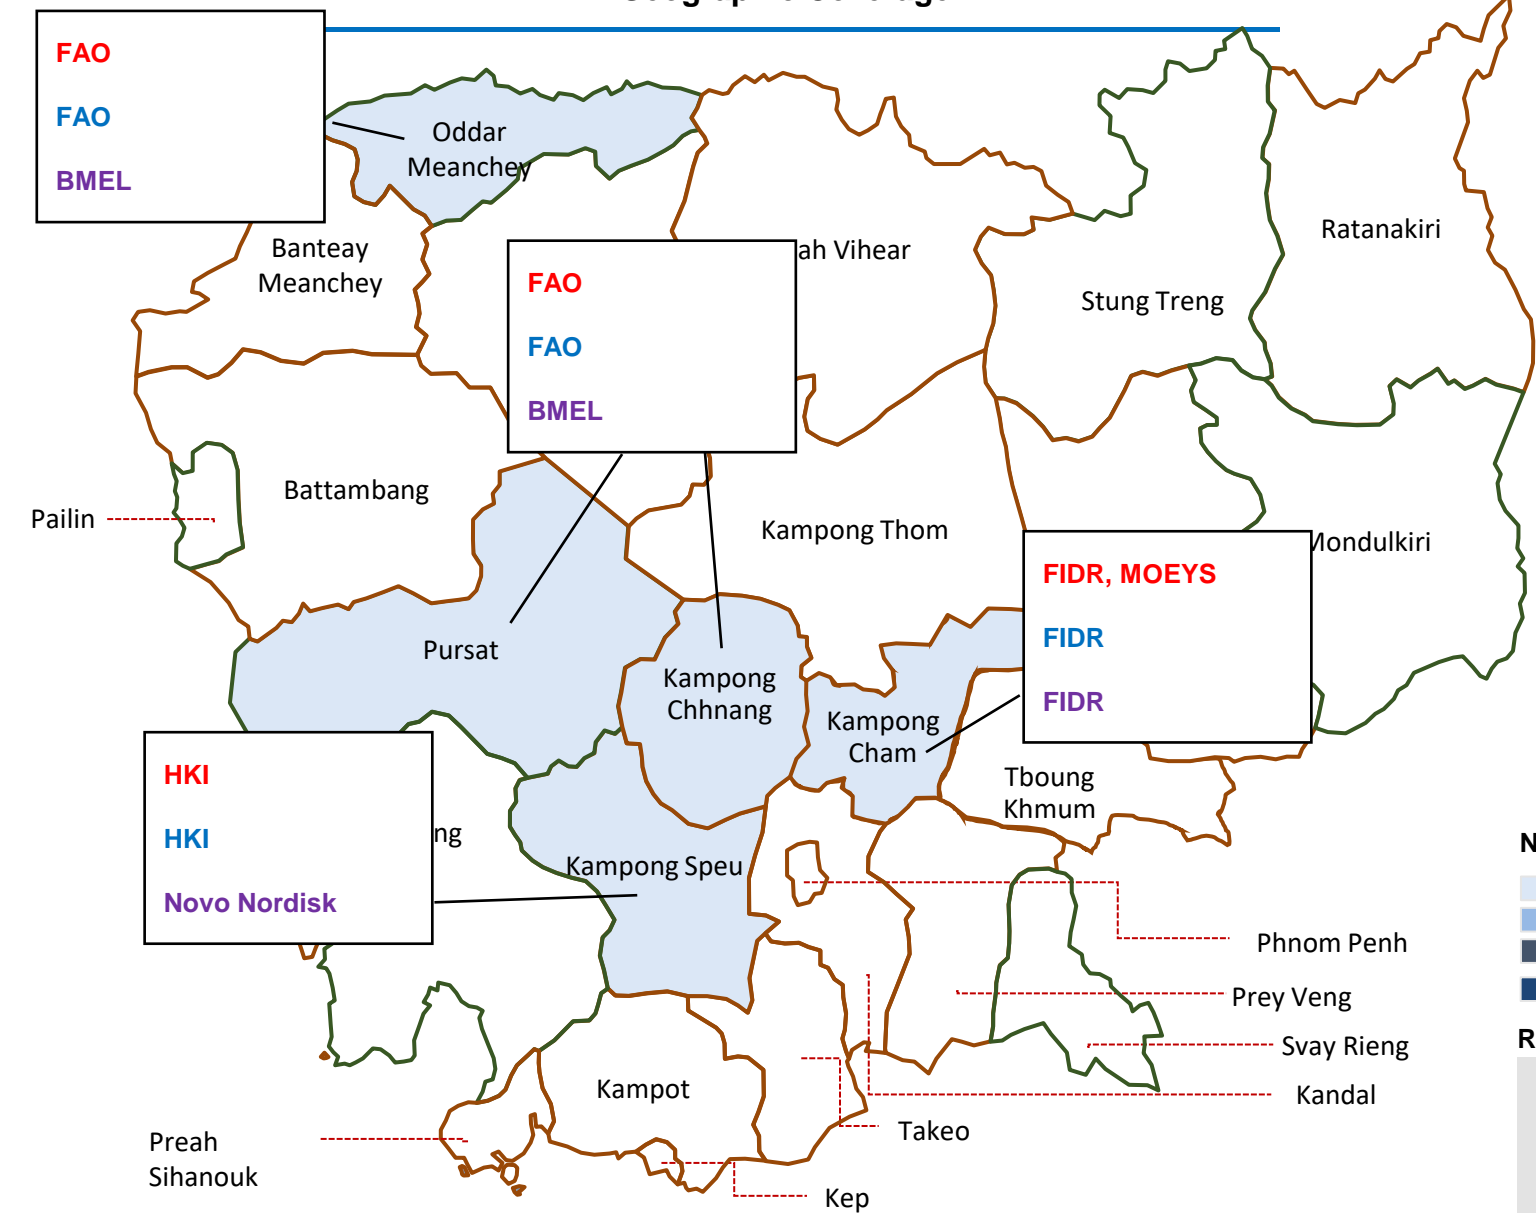 FAO
FAO
BMEL
Oddar
Meanchey
Banteay
Meanchey
FAO
FAO
BMEL
ah Vihear
Ratanakiri
Stung Treng
Battambang
Pailin
Kampong Thom
Mondulkiri
FIDR, MOEYS
FIDR
FIDR
Pursat
Kampong
Chhnang
Kampong
Cham
Tboung
Khmum
HKI
HKI
Novo Nordisk
ng
Kampong Speu
N
Phnom Penh
Prey Veng
Svay Rieng
R
Kandal
Kampot
Takeo
Preah
Sihanouk
Kep